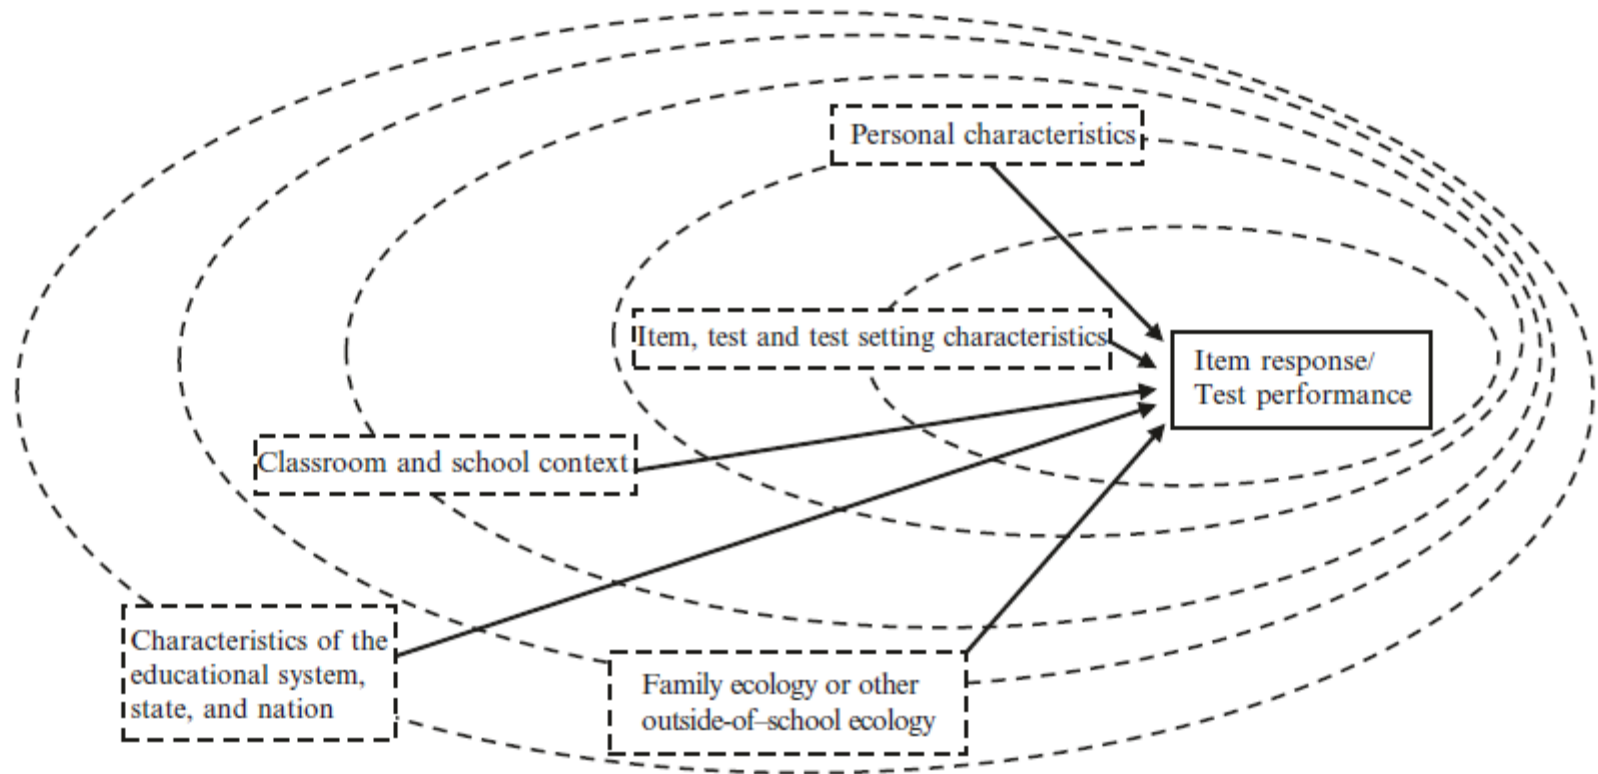 Personal characteristics
Item, test and test setting characteristics
Item response/
Test performance
Classroom and school context
Characteristics of the
educational system,
state, and nation
Family ecology or other
outside-of–school ecology